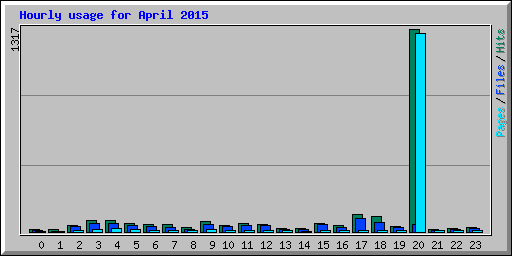 Hourly usage for April 2015
1317
Pages/Files/Hits
0 1 2 3 4 5 6 7 8 9 10 11 12 13 14 15 16 17 18 19 20 21 22 23